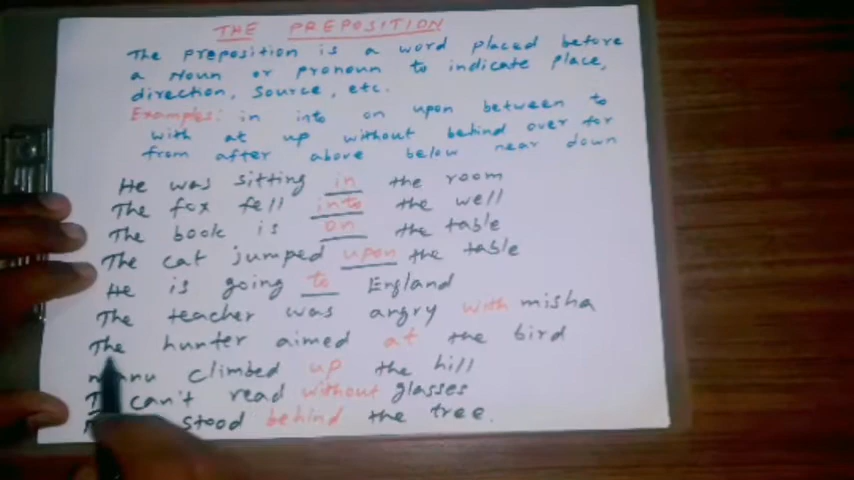 THE PREPOSITION
The preposition is a word placed before
a Noun or pronoun to indicate place,
direction, source, etc.
Examples: in into on upon between to
with at up without behind over for
from after above below near down
He was sitting in the room
The fox fell into the well
The book is on the table
The cat jumped upon the table
He is going to England
The teacher was angry with misha
The hunter aimed at the bird
climbed up the hill
can't read without glasses
stood behind the tree.